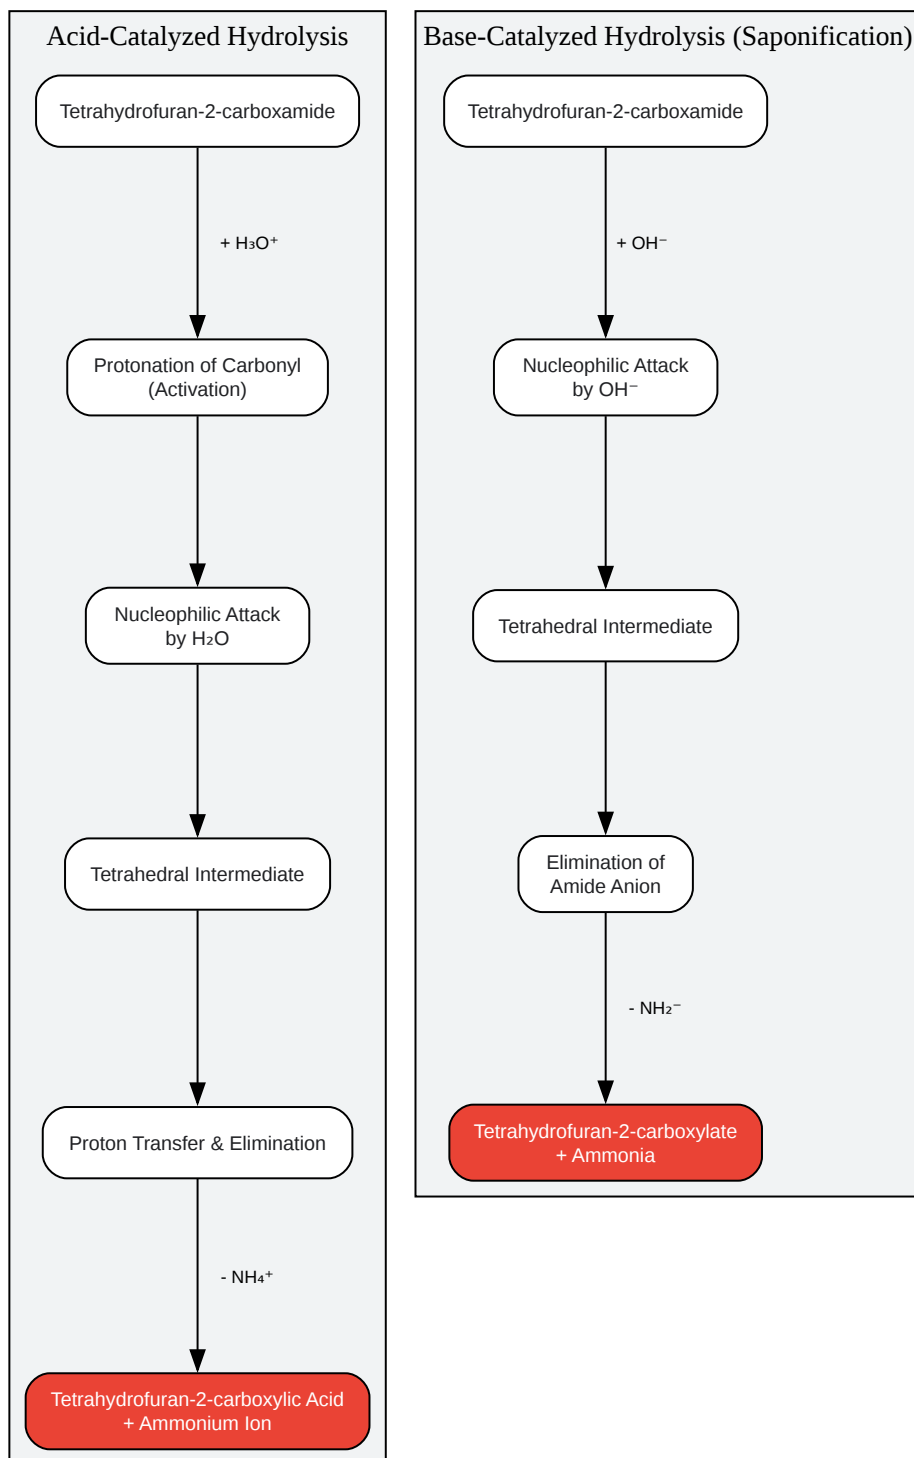 Acid-Catalyzed Hydrolysis
Tetrahydrofuran-2-carboxamide
+ H₃O⁺
Protonation of Carbonyl
(Activation)
Nucleophilic Attack
by H₂O
Tetrahedral Intermediate
Proton Transfer & Elimination
- NH₄⁺
Tetrahydrofuran-2-carboxylic Acid
+ Ammonium Ion
Base-Catalyzed Hydrolysis (Saponification)
Tetrahydrofuran-2-carboxamide
+ OH⁻
Nucleophilic Attack
by OH⁻
Tetrahedral Intermediate
Elimination of
Amide Anion
- NH₂⁻
Tetrahydrofuran-2-carboxylate
+ Ammonia